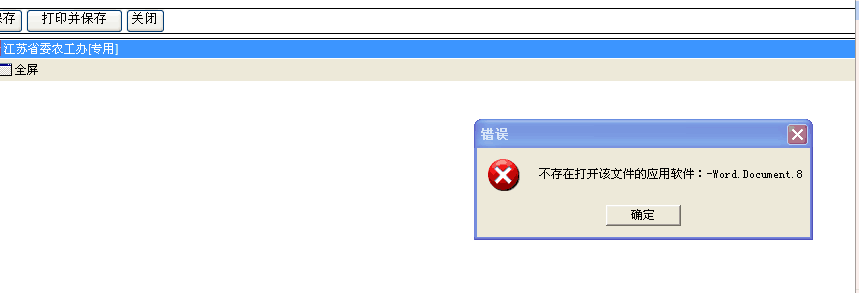 保存 打印并保存 关闭
江苏省委农工办[专用]
全屏
错误
不存在打开该文件的应用软件：-Word.Document.8
确定